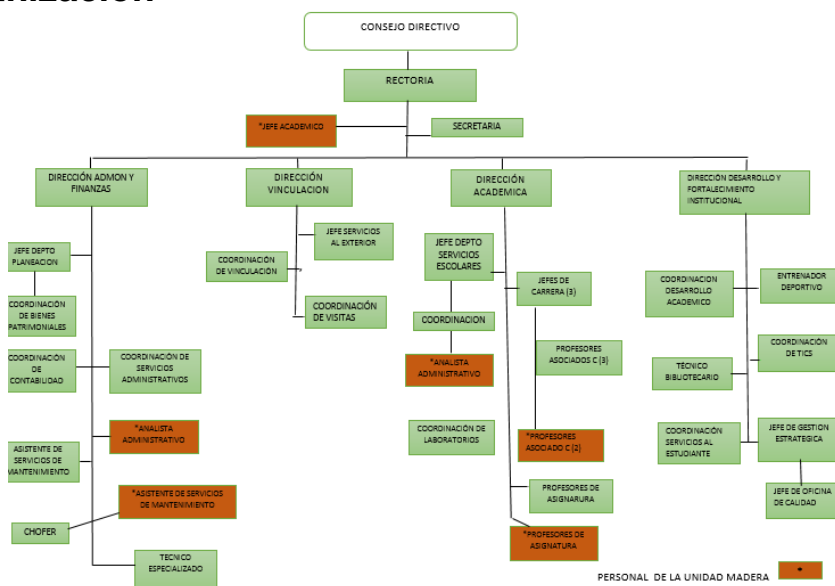 CONSEJO DIRECTIVO
RECTORIA
*JEFE ACADEMICO
SECRETARIA
DIRECCIÓN ADMON Y
FINANZAS
DIRECCIÓN
VINCULACION
DIRECCIÓN
ACADEMICA
DIRECCIÓN DESARROLLO Y
FORTALECIMIENTO
INSTITUCIONAL
JEFE DEPTO
PLANEACION
COORDINACIÓN
DE BIENES
PATRIMONIALES
COORDINACIÓN
DE
CONTABILIDAD
COORDINACIÓN DE
SERVICIOS
ADMINISTRATIVOS
*ANALISTA
ADMINISTRATIVO
ASISTENTE DE
SERVICIOS DE
MANTENIMIENTO
*ASISTENTE DE SERVICIOS
DE MANTENIMIENTO
CHOFER
TECNICO
ESPECIALIZADO
JEFE SERVICIOS
AL EXTERIOR
COORDINACIÓN
DE VINCULACIÓN
COORDINACIÓN
DE VISITAS
JEFE DEPTO
SERVICIOS
ESCOLARES
COORDINACION
*ANALISTA
ADMINISTRATIVO
COORDINACIÓN DE
LABORATORIOS
JEFES DE
CARRERA (3)
PROFESORES
ASOCIADOS C (3)
*PROFESORES
ASOCIADO C (2)
PROFESORES DE
ASIGNARURA
*PROFESORES DE
ASIGNATURA
COORDINACION
DESARROLLO
ACADEMICO
ENTRENADOR
DEPORTIVO
COORDINACIÓN
DE TICS
TÉCNICO
BIBLIOTECARIO
COORDINACIÓN
SERVICIOS AL
ESTUDIANTE
JEFE DE GESTION
ESTRATEGICA
JEFE DE OFICINA
DE CALIDAD
PERSONAL DE LA UNIDAD MADERA
*